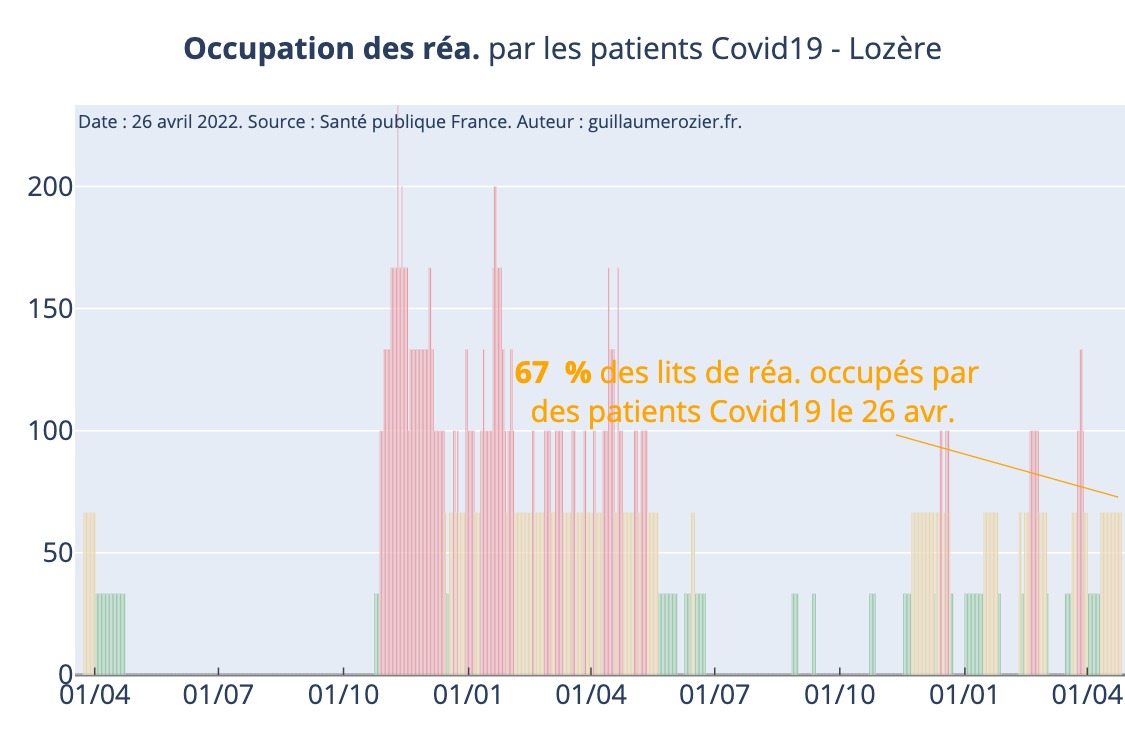 Occupation des réa. par les patients Covid19 - Lozère
Date : 26 avril 2022. Source : Santé publique France. Auteur : guillaumerozier.fr.
200
150
67 % des lits de réa. occupés par
des patients Covid19 le 26 avr.
100
50
0
01/04 01/07 01/10 01/01 01/04 01/07 01/10 01/01 01/04